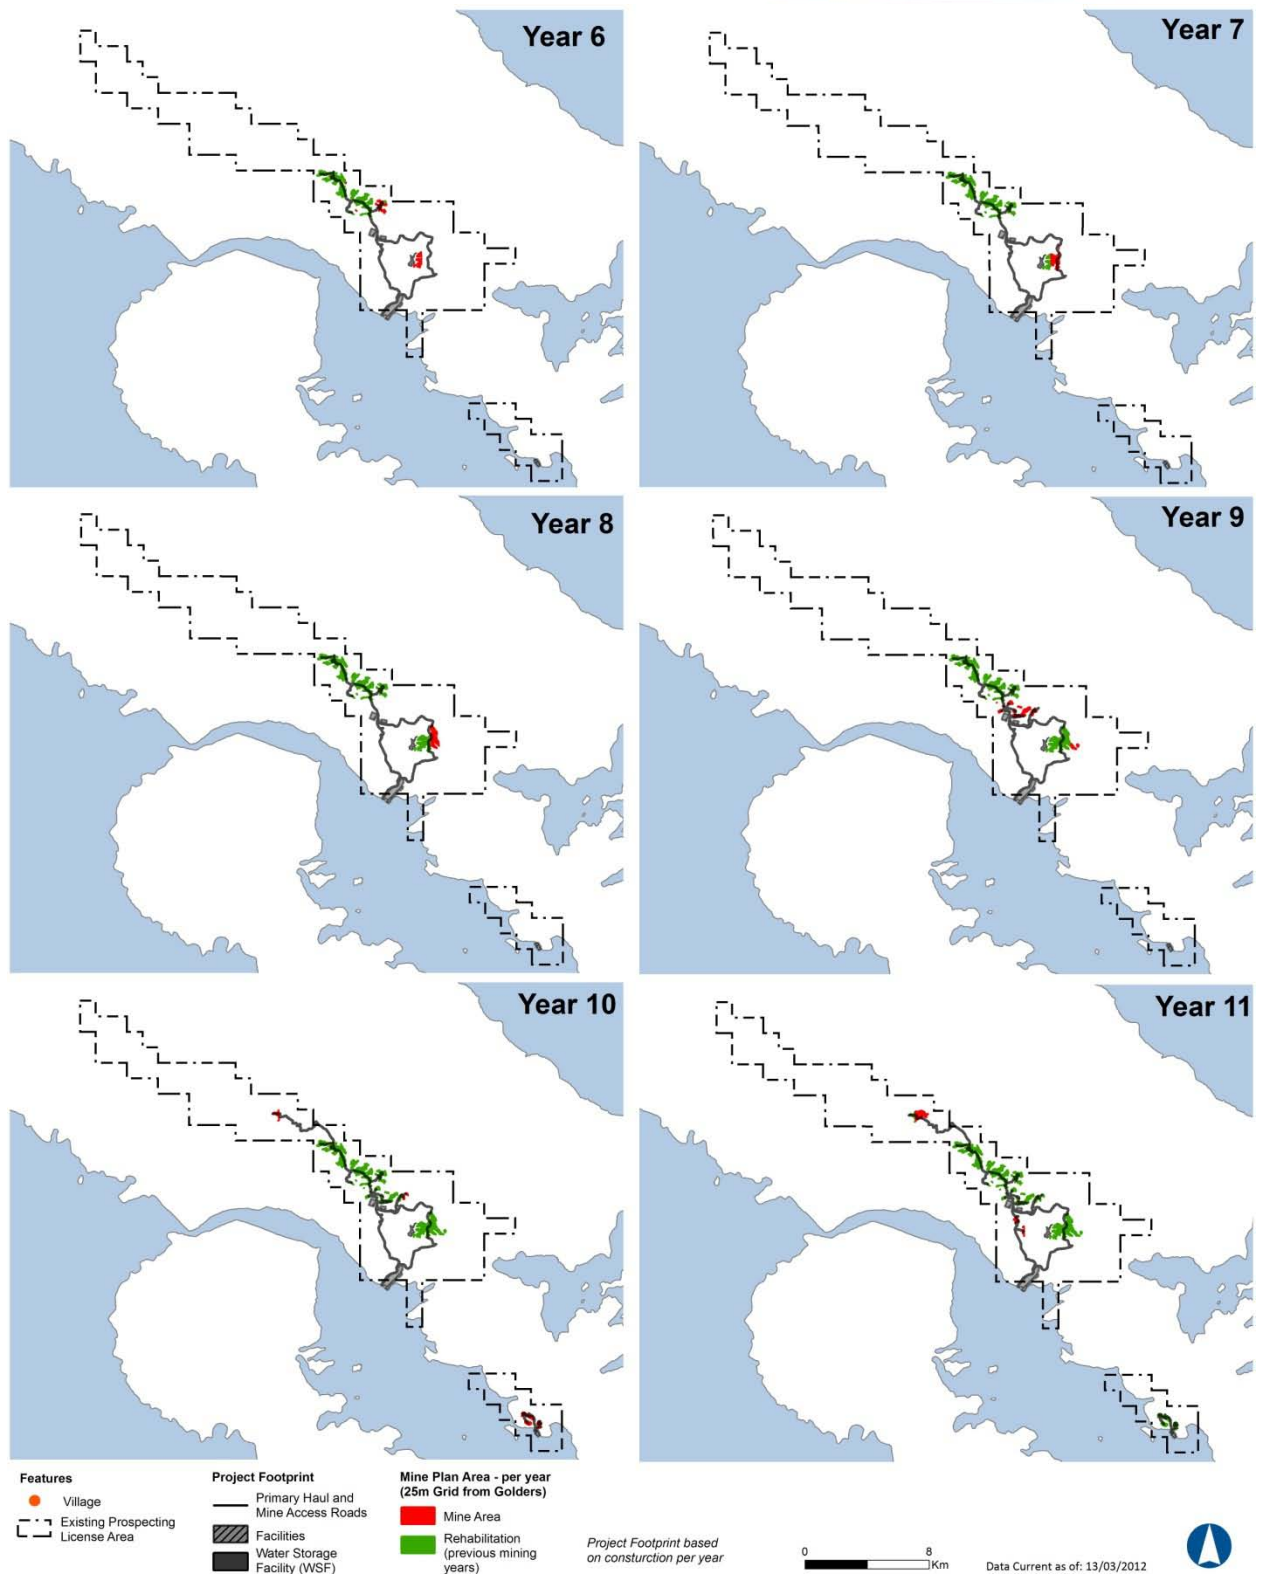 Year 6
Year 7
Year 8
Year 9
Year 10
Year 11
Features
Village
Existing Prospecting
License Area
Project Footprint
Primary Haul and
Mine Access Roads
Facilities
Water Storage
Facility (WSF)
Mine Plan Area - per year
(25m Grid from Golders)
Mine Area
Rehabilitation
(previous mining
years)
Project Footprint based
on consturction per year
0 8
Km
Data Current as of: 13/03/2012